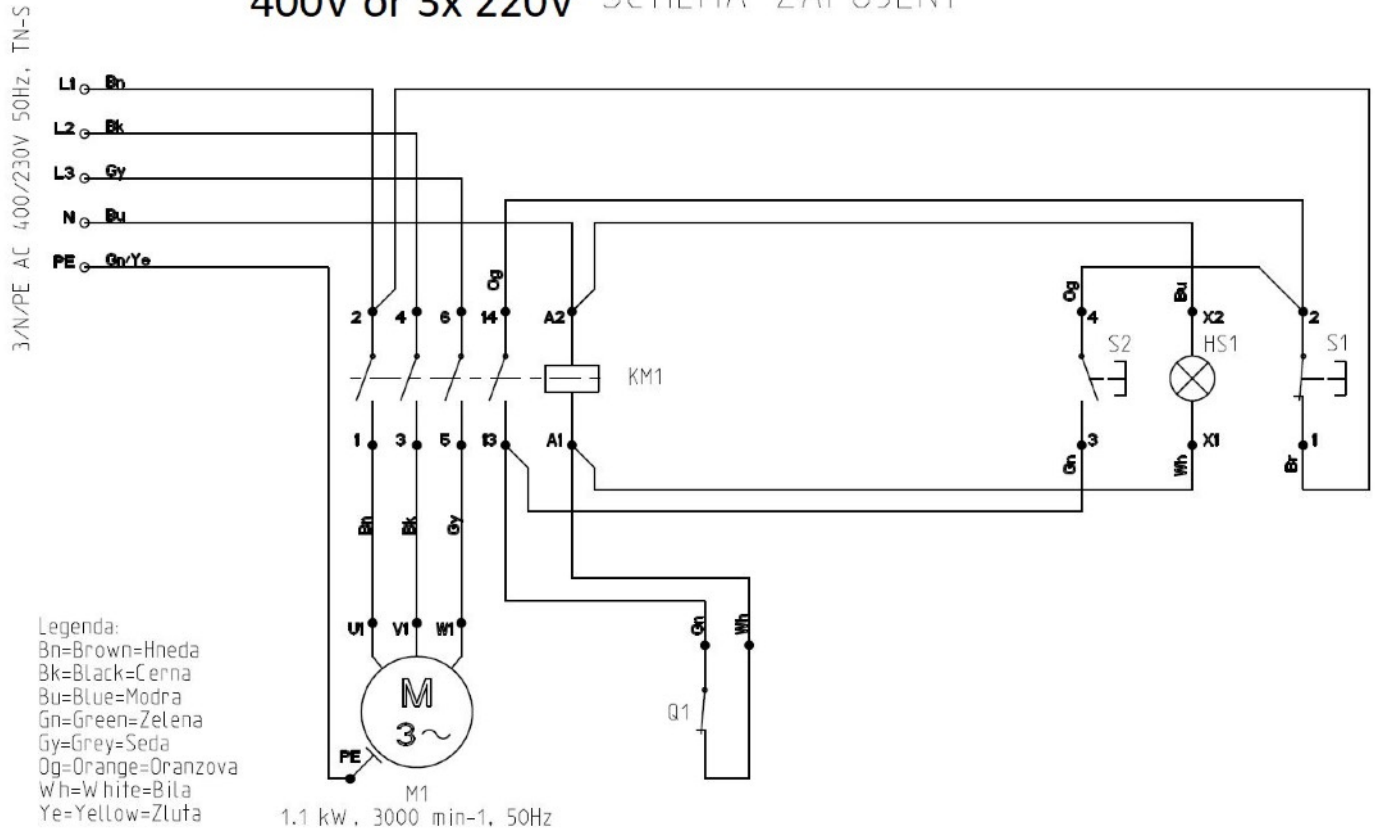 400V or 3x 220V SCHEMA ZAPOJENI
3/N/PE AC 400/230V 50Hz, TN-S
L1 Bn
L2 Bk
L3 Gy
N Bu
PE Gn/Ye
Og
Og
Bu
2 4 6 14 A2 4 X2 2
S2 HS1 S1
KM1
1 3 5 13 A1 3 X1 1
Gn Wh Br
Bn Bk Gy
U1 V1 W1 Gn Wh
M
3~
Q1
PE
M1
1.1 kW, 3000 min-1, 50Hz
Legenda:
Bn=Brown=Hneda
Bk=Black=Cerna
Bu=Blue=Modra
Gn=Green=Zelena
Gy=Grey=Seda
Og=Orange=Oranzova
Wh=White=Bila
Ye=Yellow=Zluta